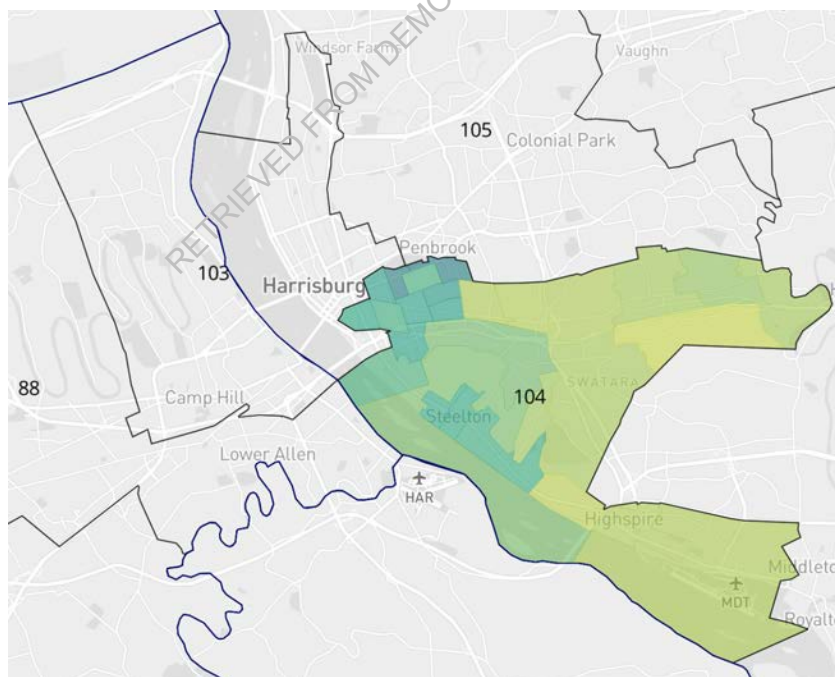 RETRIEVED FROM DEMO
Windsor Farms
Vaughn
105
Colonial Park
Penbrook
103
Harrisburg
88
Camp Hill
104
SWATARA
Steelton
Lower Allen
HAR
Highspire
Middleto
MDT
Royalto